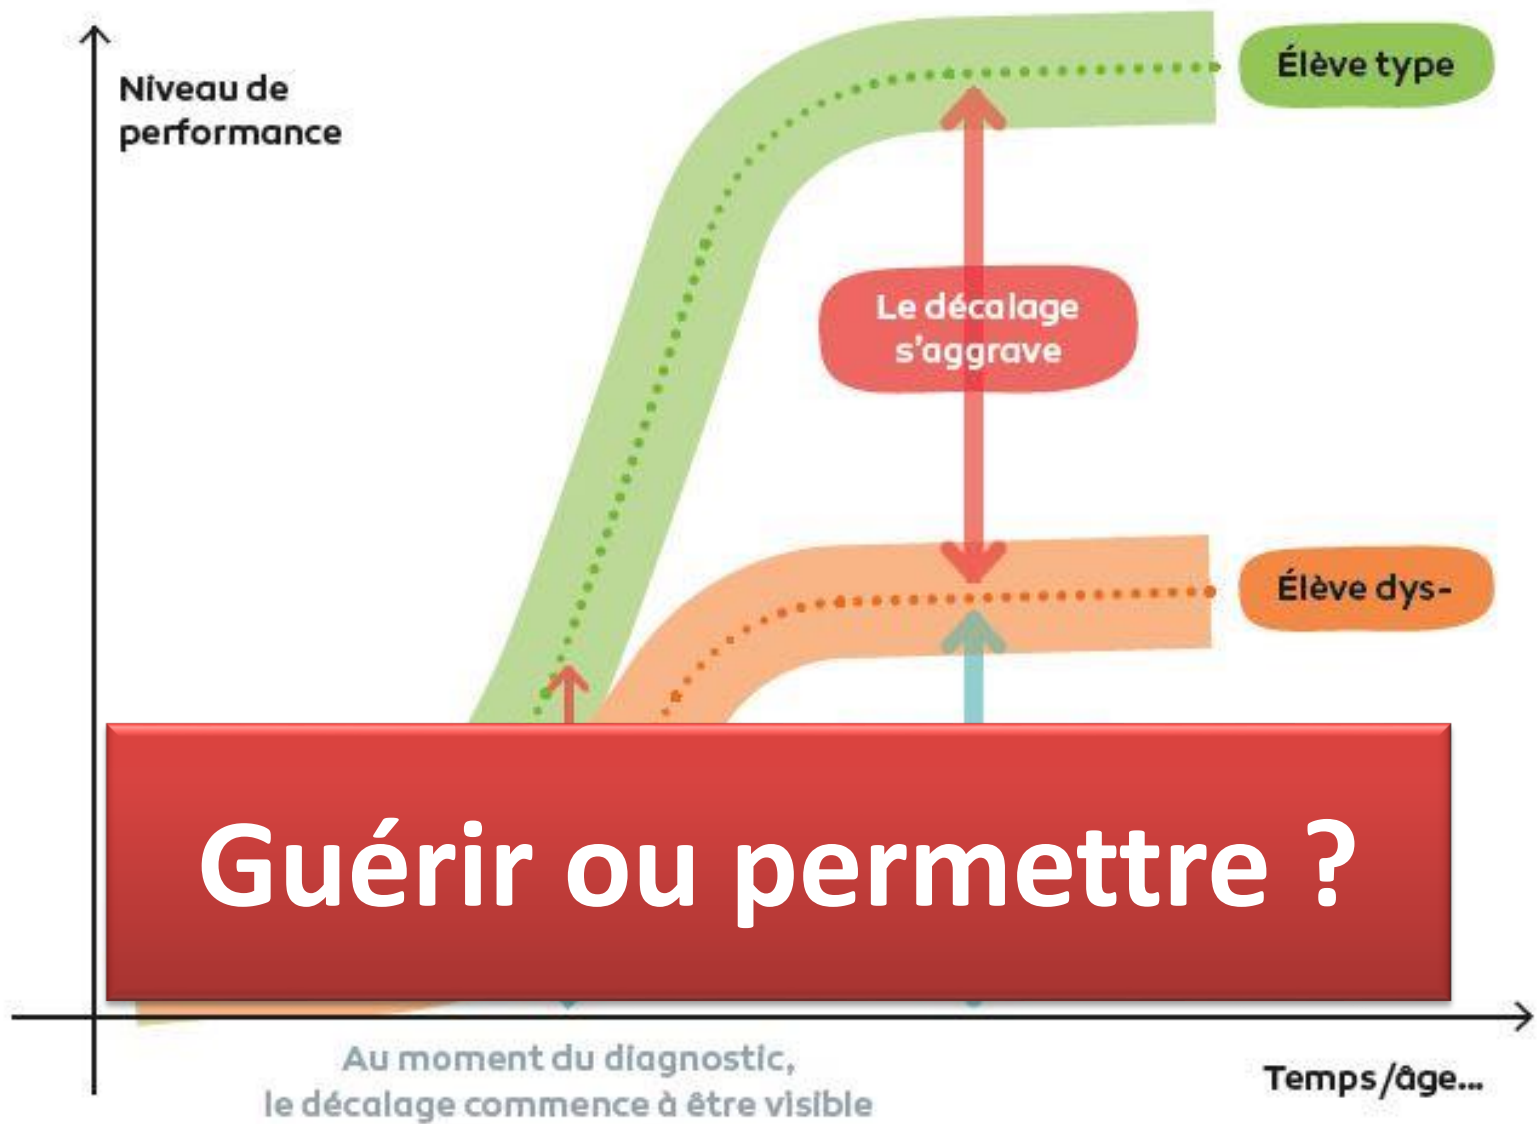 Niveau de
performance
Élève type
Le décalage
s'aggrave
Élève dys-
Guérir ou permettre ?
Au moment du diagnostic,
le décalage commence à être visible
Temps/âge...